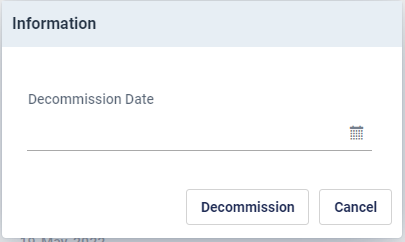 Information
Decommission Date
Decommission Cancel